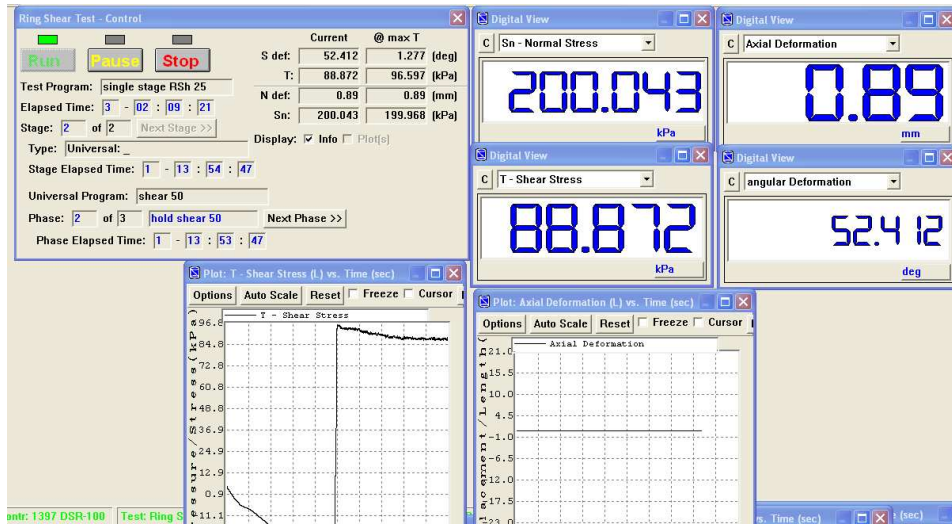 Ring Shear Test - Control
Current @ max T
S def: 52.412 1.277 (deg)
T: 88.872 96.597 (kPa)
N def: 0.89 0.89 (mm)
Sn: 200.043 199.968 (kPa)
Run Pause Stop
Test Program: single stage RSh 25
Elapsed Time: 3 - 02 : 09 : 21
Stage: 2 of 2 Next Stage >>
Display: Info Plot(s)
Type: Universal: _
Stage Elapsed Time: 1 - 13 : 54 : 47
Universal Program: shear 50
Phase: 2 of 3 hold shear 50 Next Phase >>
Phase Elapsed Time: 1 - 13 : 53 : 47
Digital View
C Sn - Normal Stress
200.043
kPa
Digital View
C Axial Deformation
0.89
mm
Digital View
C T - Shear Stress
88.872
kPa
Digital View
C angular Deformation
52.412
deg
Plot: T - Shear Stress (L) vs. Time (sec)
Options Auto Scale Reset Freeze Cursor
T - Shear Stress
96.8
84.8
72.8
60.8
48.8
36.9
24.9
12.9
0.9
11.1
Plot: Axial Deformation (L) vs. Time (sec)
Options Auto Scale Reset Freeze Cursor
Axial Deformation
21.0
15.5
10.0
4.5
-1.0
-6.5
12.0
17.5
23.0
ontr: 1397 DSR-100 Test: Ring S
vs. Time (sec)
(sec)